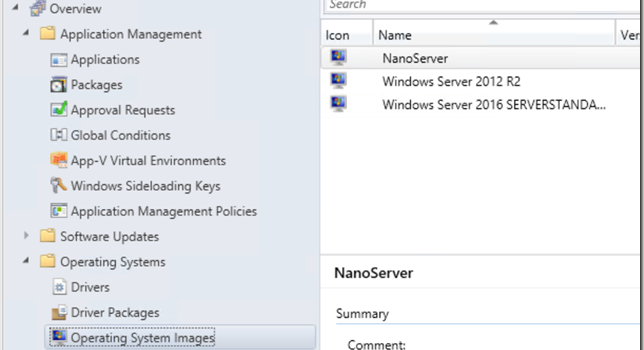 Overview
Application Management
Applications
Packages
Approval Requests
Global Conditions
App-V Virtual Environments
Windows Sideloading Keys
Application Management Policies
Software Updates
Operating Systems
Drivers
Driver Packages
Operating System Images
Search
Icon Name Ver
NanoServer
Windows Server 2012 R2
Windows Server 2016 SERVERSTANDA...
NanoServer
Summary
Comment: